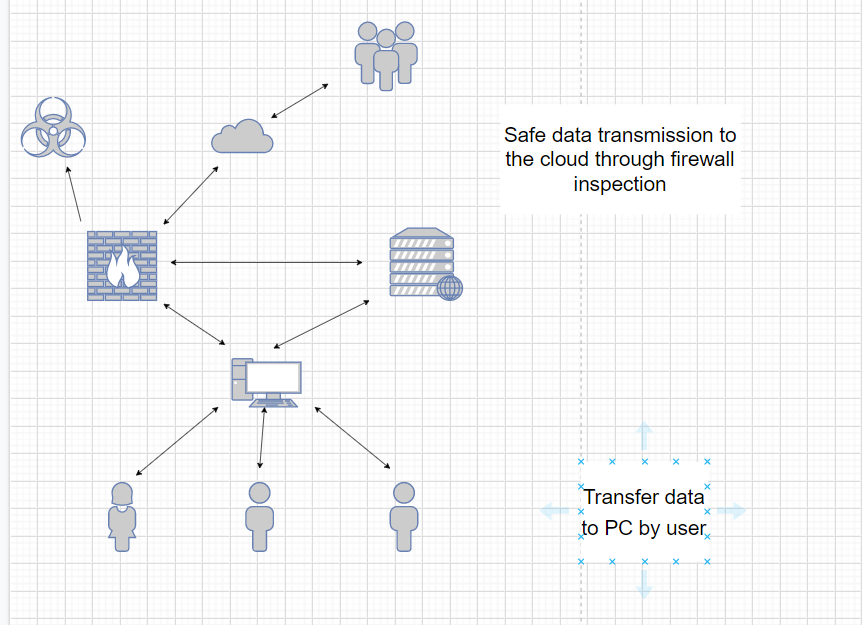 Safe data transmission to
the cloud through firewall
inspection
Transfer data
to PC by user